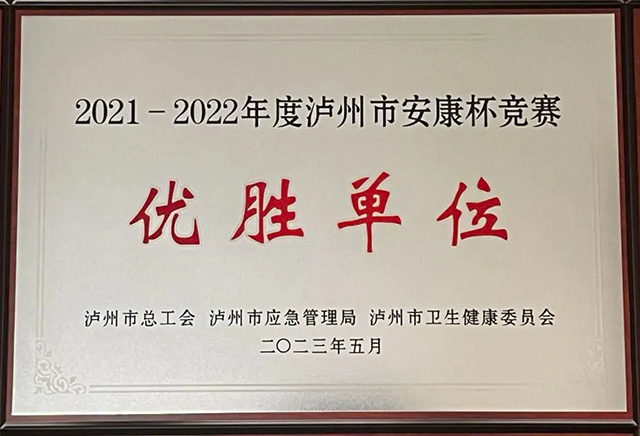 2021-2022年度泸州市安康杯竞赛
优胜单位
泸州市总工会 泸州市应急管理局 泸州市卫生健康委员会
二〇二三年五月